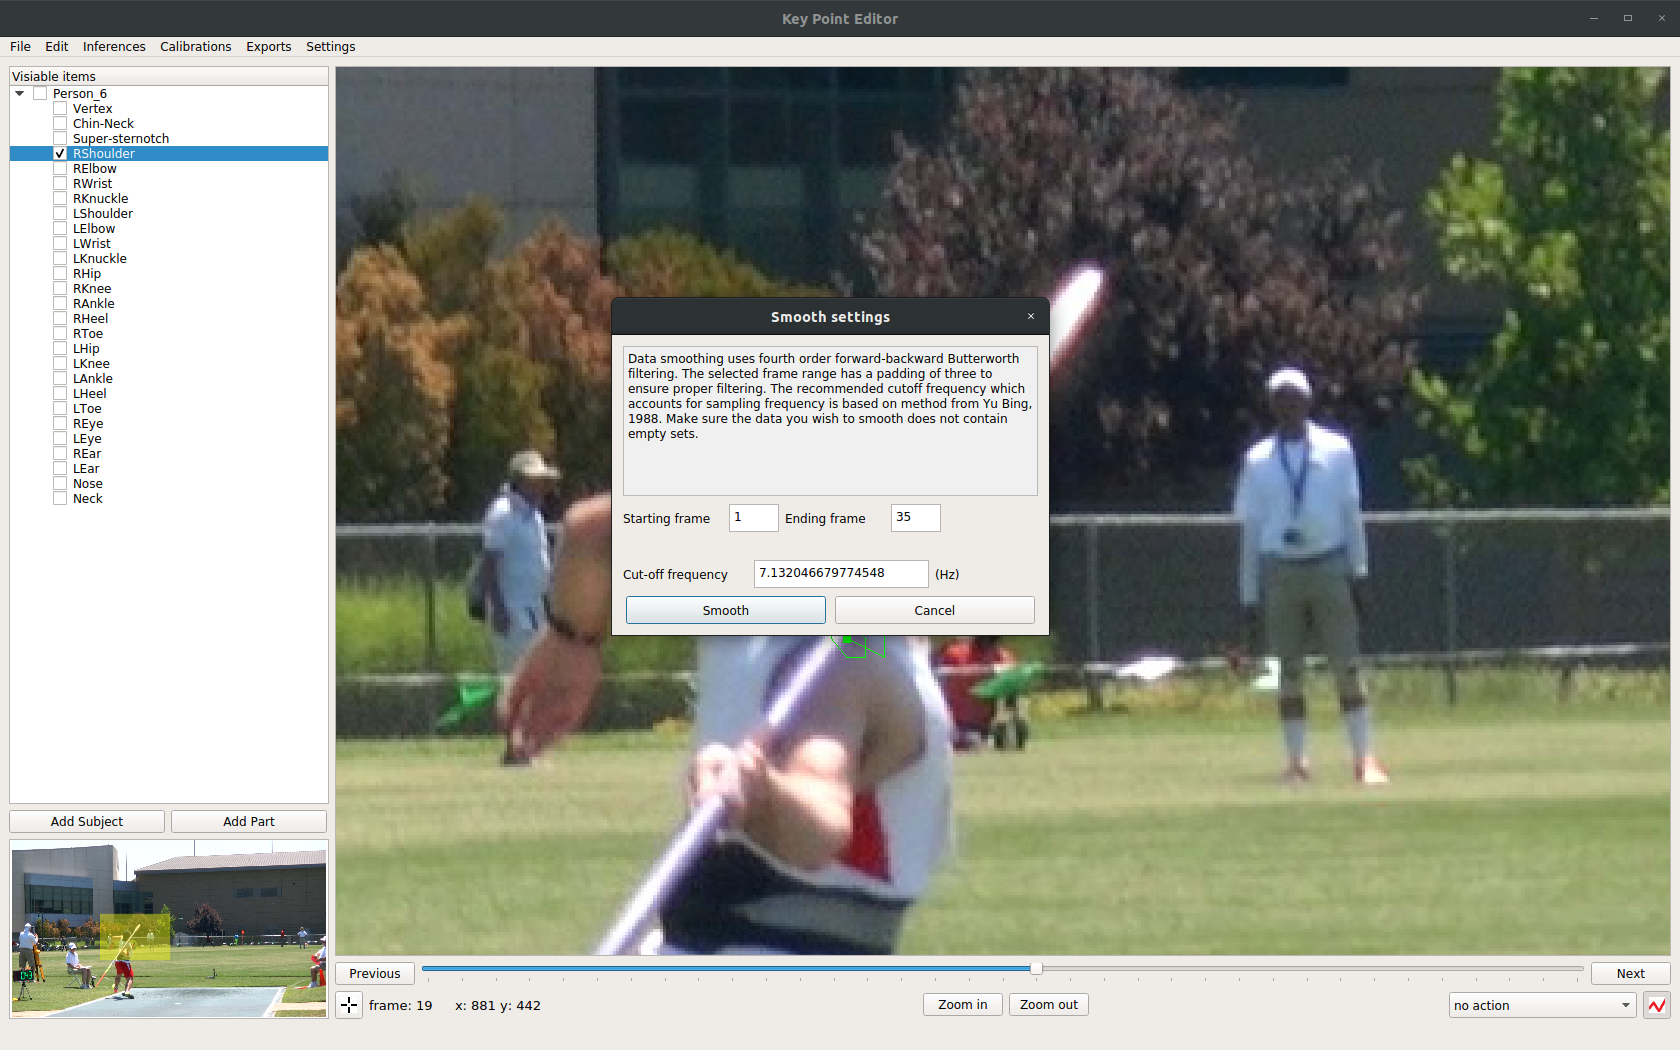 Key Point Editor
File Edit Inferences Calibrations Exports Settings
Visiable items
Person_6
Vertex
Chin-Neck
Super-sternotch
RShoulder
RElbow
RWrist
RKnuckle
LShoulder
LElbow
LWrist
LKnuckle
RHip
RKnee
RAnkle
RHeel
RToe
LHip
LKnee
LAnkle
LHeel
LToe
REye
LEye
REar
LEar
Nose
Neck
Add Subject Add Part
Smooth settings
Data smoothing uses fourth order forward-backward Butterworth
filtering. The selected frame range has a padding of three to
ensure proper filtering. The recommended cutoff frequency which
accounts for sampling frequency is based on method from Yu Bing,
1988. Make sure the data you wish to smooth does not contain
empty sets.
Starting frame 1 Ending frame 35
Cut-off frequency 7.132046679774548 (Hz)
Smooth Cancel
Previous Next
frame: 19 x: 881 y: 442 Zoom in Zoom out no action